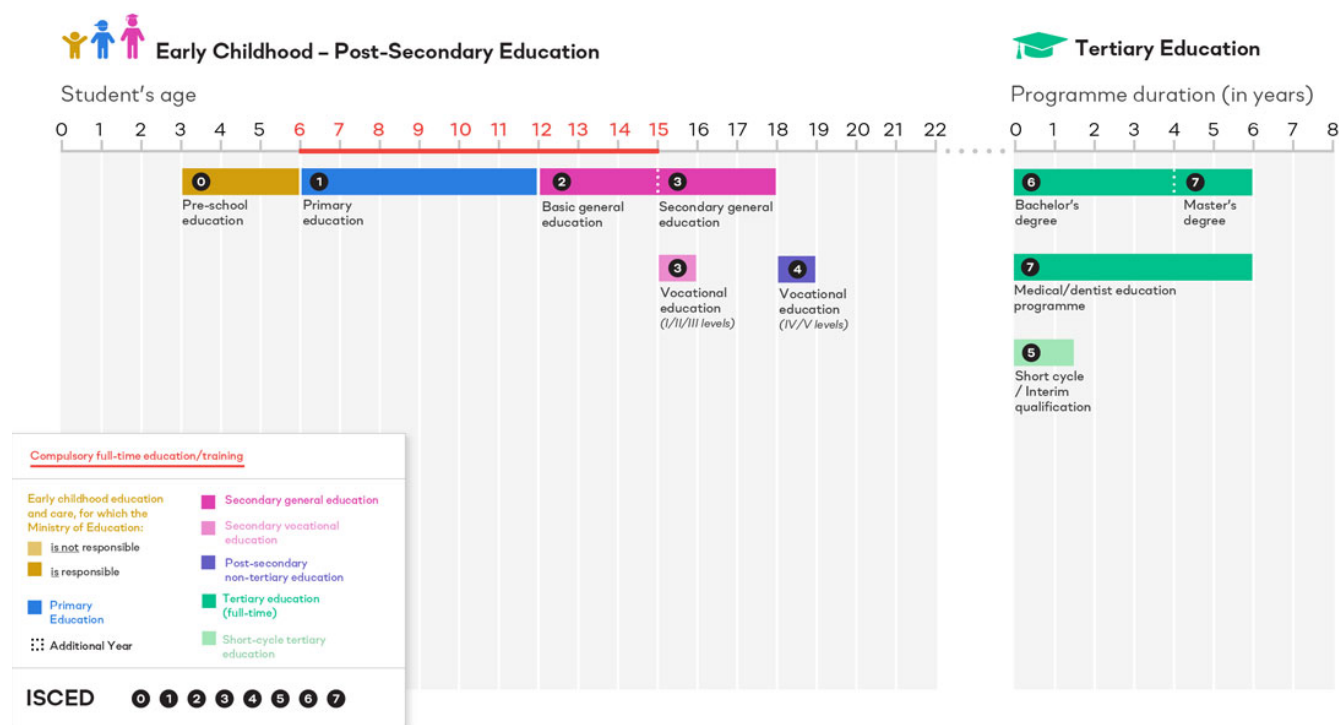 Early Childhood – Post-Secondary Education
Tertiary Education
Student's age
Programme duration (in years)
0 1 2 3 4 5 6 7 8 9 10 11 12 13 14 15 16 17 18 19 20 21 22
0 1 2 3 4 5 6 7 8
0
Pre-school
education
1
Primary
education
2
Basic general
education
3
Secondary general
education
3
Vocational
education
(I/II/III levels)
4
Vocational
education
(IV/V levels)
6
Bachelor's
degree
7
Master's
degree
7
Medical/dentist education
programme
5
Short cycle
/ Interim
qualification
Compulsory full-time education/training
Early childhood education
and care, for which the
Ministry of Education:
is not responsible
is responsible
Primary
Education
Additional Year
Secondary general education
Secondary vocational
education
Post-secondary
non-tertiary education
Tertiary education
(full-time)
Short-cycle tertiary
education
ISCED 0 1 2 3 4 5 6 7